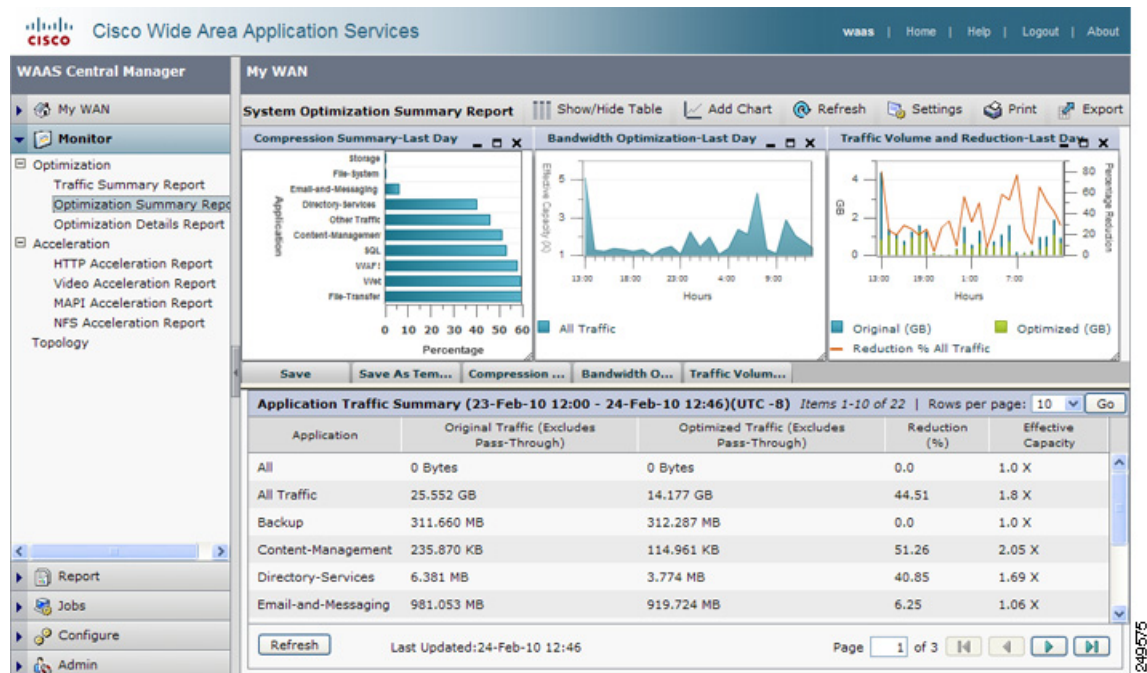 CISCO
Cisco Wide Area Application Services
waas | Home | Help | Logout | About
WAAS Central Manager
My WAN
My WAN
Monitor
Optimization
Traffic Summary Report
Optimization Summary Repo
Optimization Details Report
Acceleration
HTTP Acceleration Report
Video Acceleration Report
MAPI Acceleration Report
NFS Acceleration Report
Topology
Report
Jobs
Configure
Admin
System Optimization Summary Report
Show/Hide Table
Add Chart
Refresh
Settings
Print
Export
Compression Summary-Last Day
Application
Storage
File-System
Email-and-Messaging
Directory-Services
Other Traffic
Content-Management
SQL
WAFS
Web
File-Transfer
0 10 20 30 40 50 60
Percentage
Bandwidth Optimization-Last Day
Effective Capacity (X)
5
3
1
13:00 18:00 23:00 4:00 9:00
Hours
All Traffic
Traffic Volume and Reduction-Last Day
GB
4
2
0
80
60
40
20
0
Percentage Reduction
13:00 19:00 1:00 7:00
Hours
Original (GB)
Optimized (GB)
Reduction % All Traffic
Save
Save As Tem...
Compression ...
Bandwidth O...
Traffic Volum...
Application Traffic Summary (23-Feb-10 12:00 - 24-Feb-10 12:46)(UTC -8) Items 1-10 of 22 | Rows per page: 10 Go
Application
Original Traffic (Excludes Pass-Through)
Optimized Traffic (Excludes Pass-Through)
Reduction (%)
Effective Capacity
All 0 Bytes 0 Bytes 0.0 1.0 X
All Traffic 25.552 GB 14.177 GB 44.51 1.8 X
Backup 311.660 MB 312.287 MB 0.0 1.0 X
Content-Management 235.870 KB 114.961 KB 51.26 2.05 X
Directory-Services 6.381 MB 3.774 MB 40.85 1.69 X
Email-and-Messaging 981.053 MB 919.724 MB 6.25 1.06 X
Refresh
Last Updated:24-Feb-10 12:46
Page 1 of 3
249575